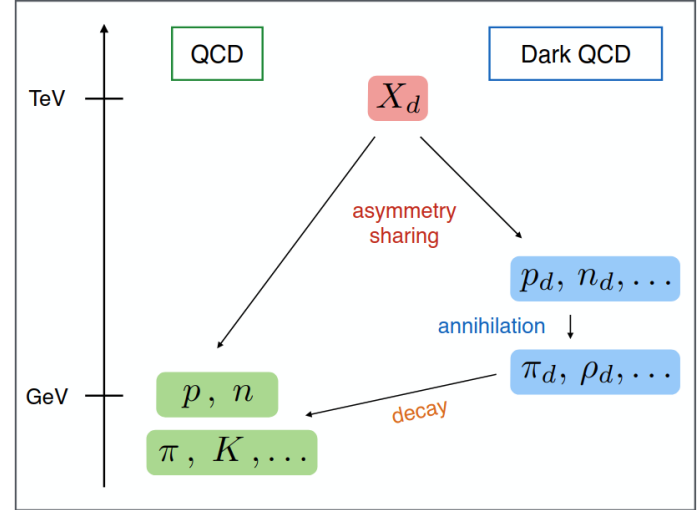 QCD
Dark QCD
TeV
X_d
asymmetry
sharing
p_d, n_d, ...
annihilation
π_d, ρ_d, ...
GeV
p , n
decay
π , K , ...